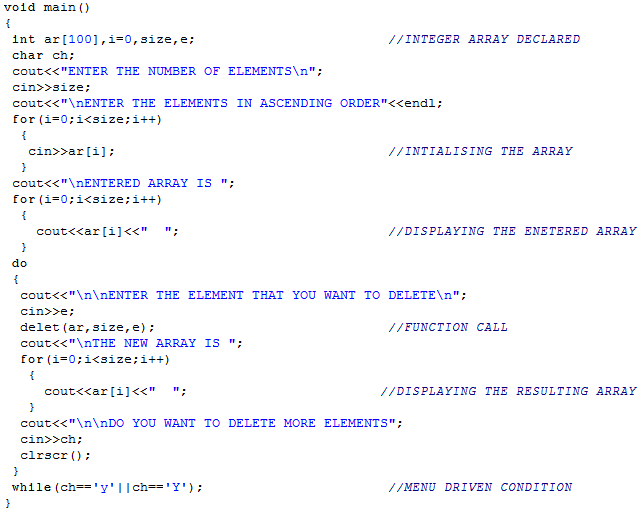 void main()
{
int ar[100],i=0,size,e; //INTEGER ARRAY DECLARED
char ch;
cout<<"ENTER THE NUMBER OF ELEMENTS\n";
cin>>size;
cout<<"\nENTER THE ELEMENTS IN ASCENDING ORDER"<<endl;
for(i=0;i<size;i++)
{
cin>>ar[i]; //INTIALISING THE ARRAY
}
cout<<"\nENTERED ARRAY IS ";
for(i=0;i<size;i++)
{
cout<<ar[i]<<"  "; //DISPLAYING THE ENETERED ARRAY
}
do
{
cout<<"\n\nENTER THE ELEMENT THAT YOU WANT TO DELETE\n";
cin>>e;
delet(ar,size,e); //FUNCTION CALL
cout<<"\nTHE NEW ARRAY IS ";
for(i=0;i<size;i++)
{
cout<<ar[i]<<"  "; //DISPLAYING THE RESULTING ARRAY
}
cout<<"\n\nDO YOU WANT TO DELETE MORE ELEMENTS";
cin>>ch;
clrscr();
}
while(ch=='y'||ch=='Y'); //MENU DRIVEN CONDITION
}